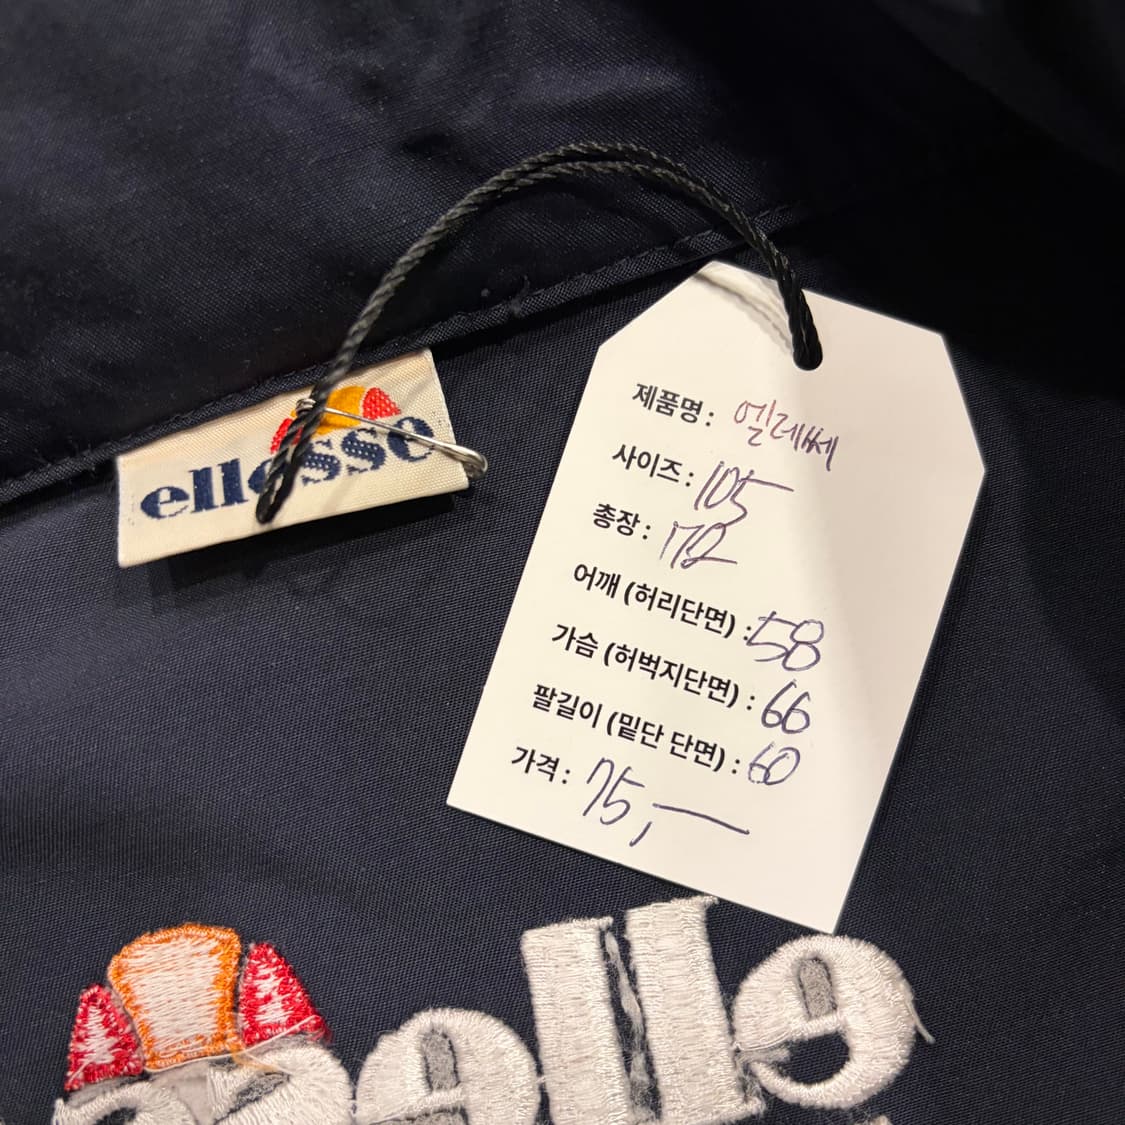 ellesse
제품명 : 엘레쎄
사이즈 : 105
총장 : 172
어깨 (허리단면) : 58
가슴 (허벅지단면) : 66
팔길이 (밑단 단면) : 60
가격 : 75,—
elle